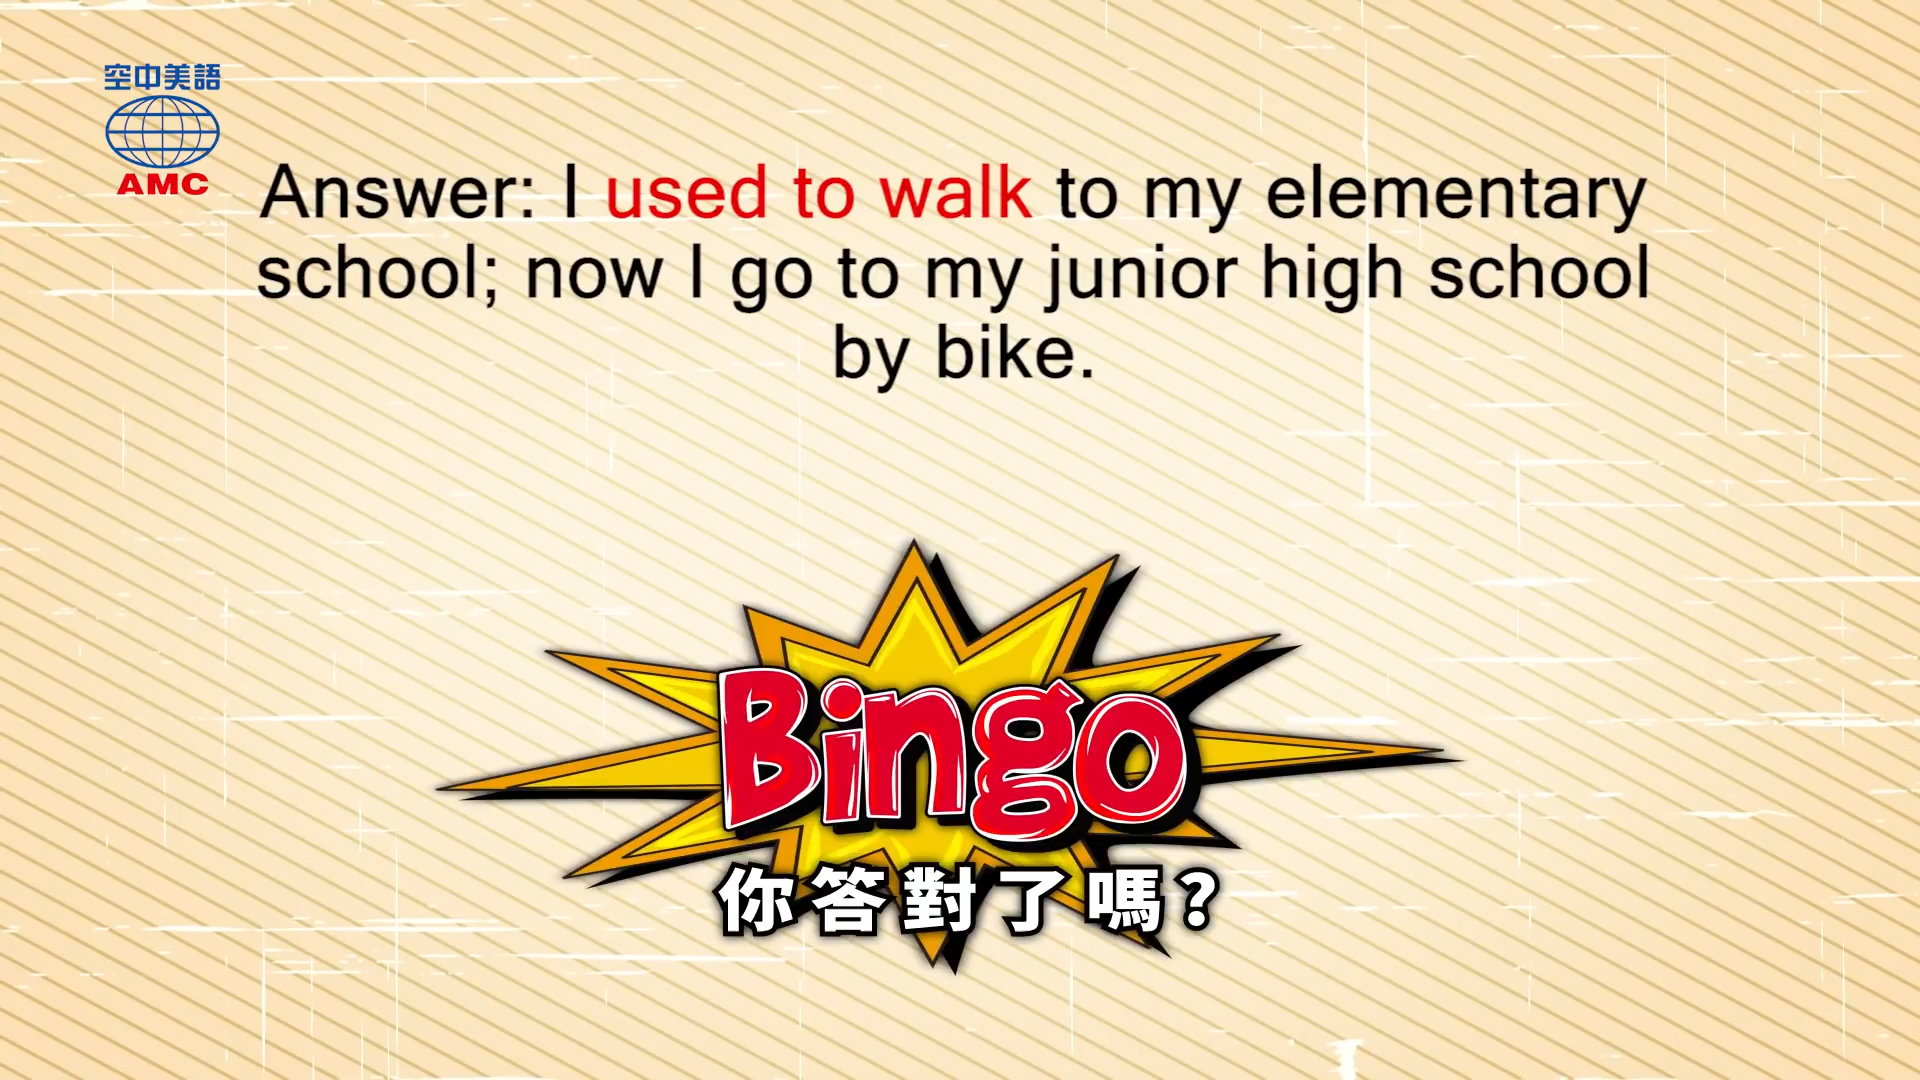 空中美語
AMC
Answer: I used to walk to my elementary
school; now I go to my junior high school
by bike.
Bingo
你答對了嗎?